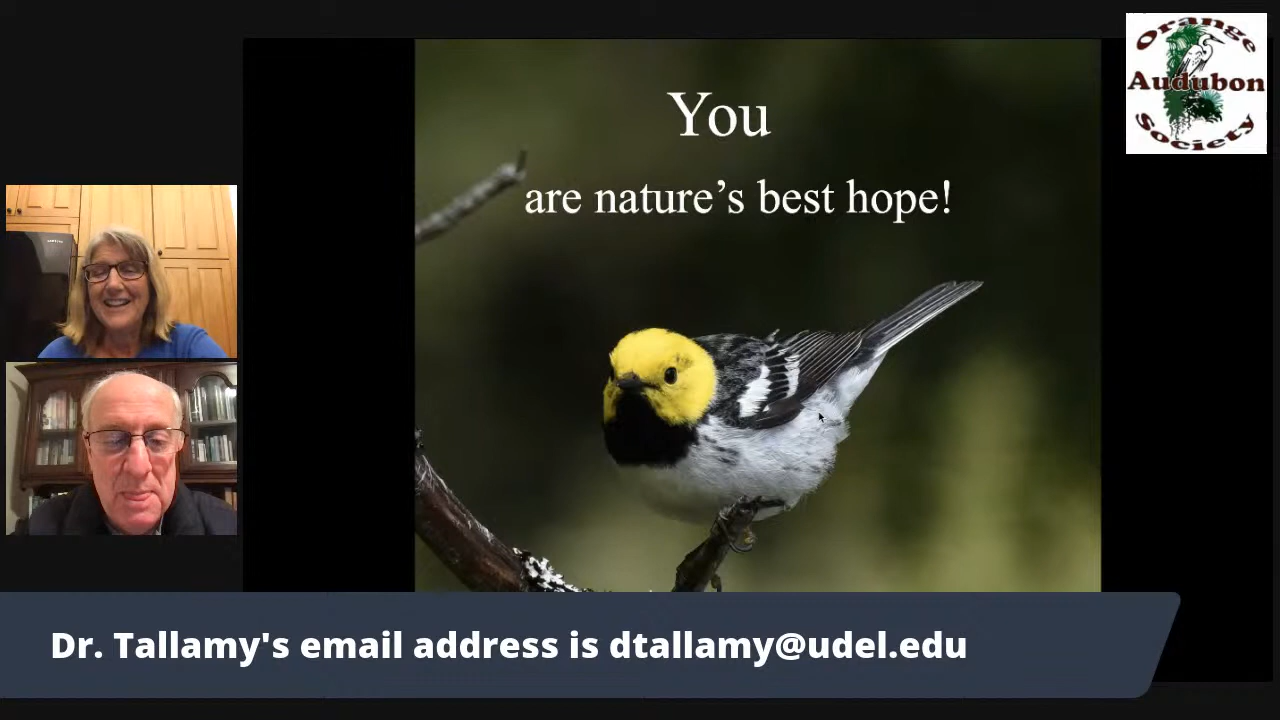 Orange
Audubon
Society
You
are nature's best hope!
Dr. Tallamy's email address is dtallamy@udel.edu